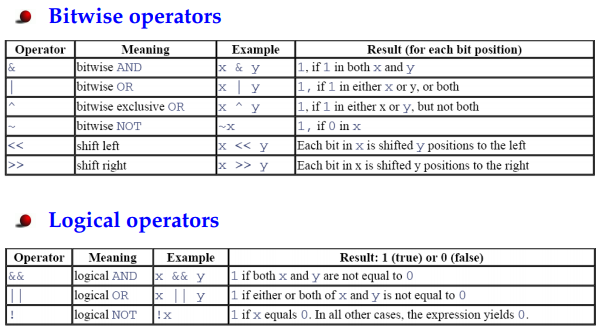 Bitwise operators
Operator Meaning Example Result (for each bit position)
& bitwise AND x & y 1, if 1 in both x and y
| bitwise OR x | y 1, if 1 in either x or y, or both
^ bitwise exclusive OR x ^ y 1, if 1 in either x or y, but not both
~ bitwise NOT ~x 1, if 0 in x
<< shift left x << y Each bit in x is shifted y positions to the left
>> shift right x >> y Each bit in x is shifted y positions to the right
Logical operators
Operator Meaning Example Result: 1 (true) or 0 (false)
&& logical AND x && y 1 if both x and y are not equal to 0
|| logical OR x || y 1 if either or both of x and y is not equal to 0
! logical NOT !x 1 if x equals 0. In all other cases, the expression yields 0.